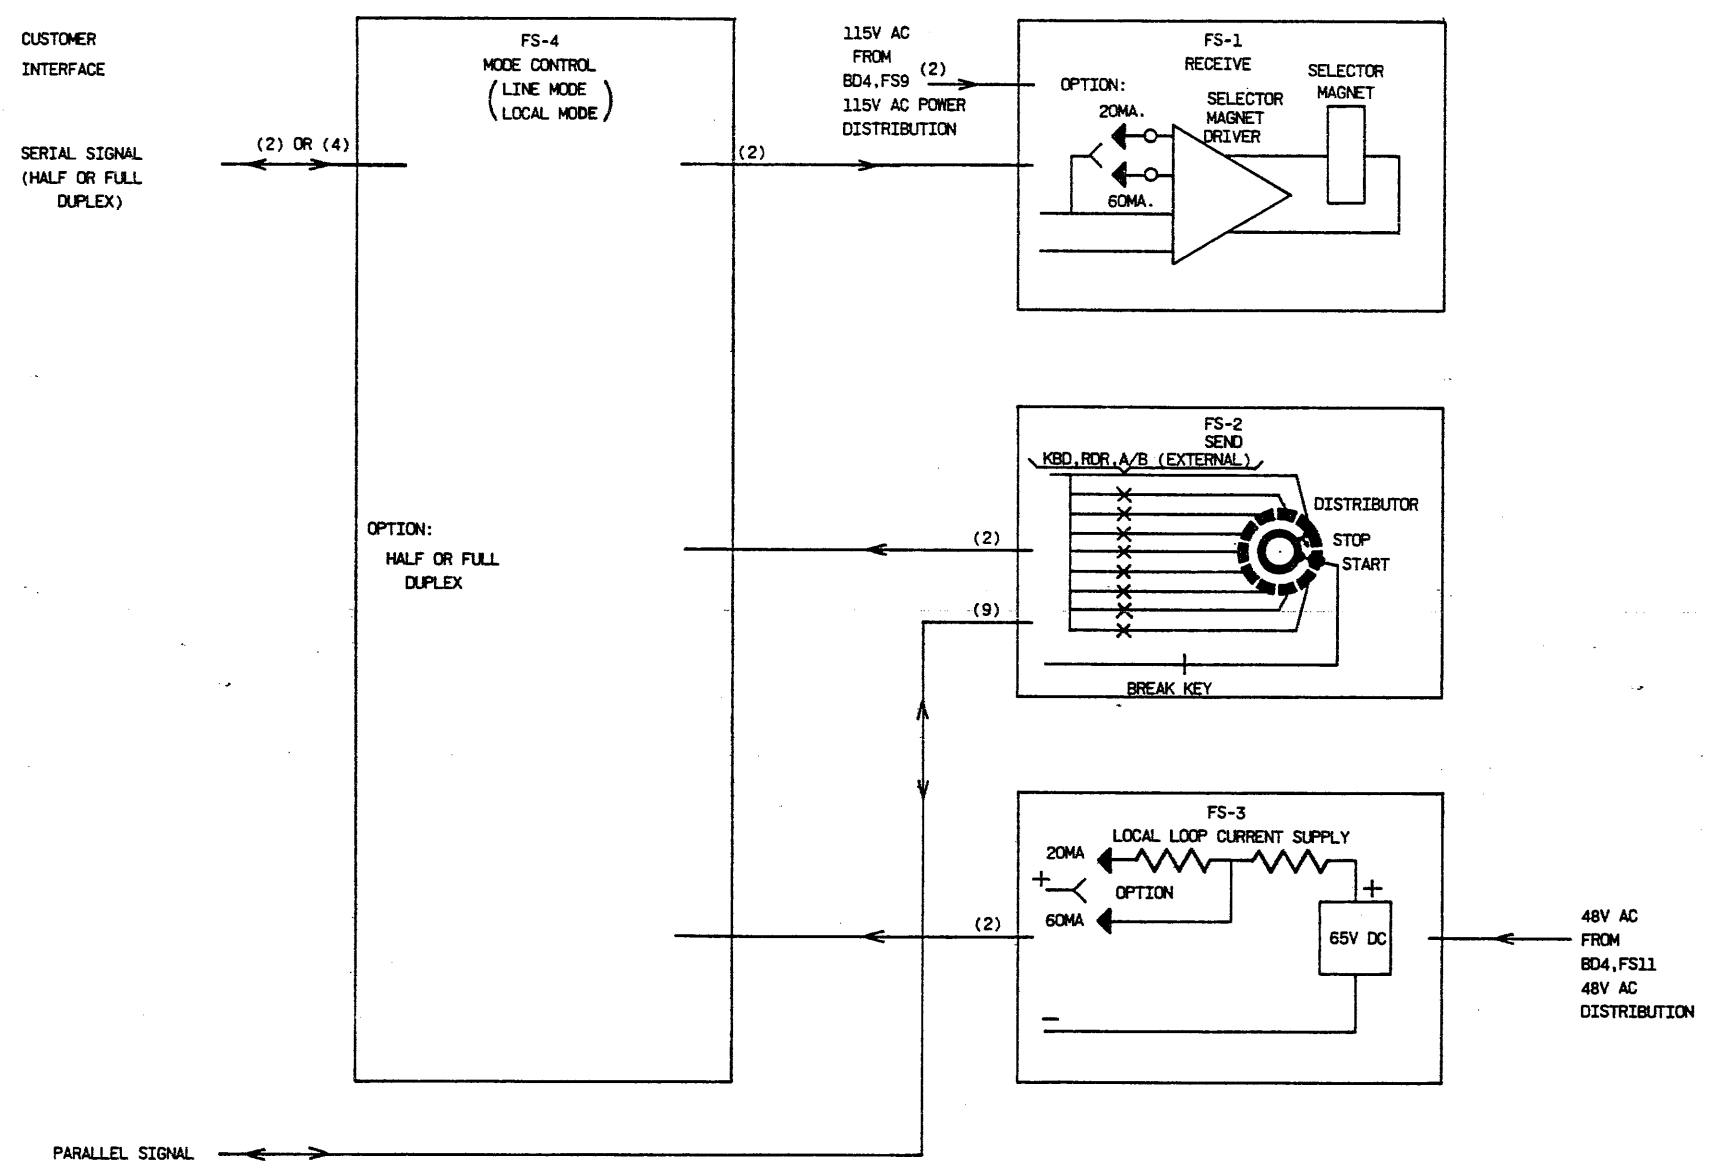 CUSTOMER
INTERFACE
SERIAL SIGNAL
(HALF OR FULL
DUPLEX)
(2) OR (4)
FS-4
MODE CONTROL
(LINE MODE
LOCAL MODE)
OPTION:
HALF OR FULL
DUPLEX
(2)
115V AC
FROM
BD4,FS9
(2)
115V AC POWER
DISTRIBUTION
FS-1
RECEIVE
OPTION:
20MA.
60MA.
SELECTOR
MAGNET
DRIVER
SELECTOR
MAGNET
FS-2
SEND
KBD,RDR,A/B (EXTERNAL)
DISTRIBUTOR
STOP
START
BREAK KEY
(2)
(9)
FS-3
LOCAL LOOP CURRENT SUPPLY
20MA
+
OPTION
60MA
+
65V DC
–
(2)
48V AC
FROM
BD4,FS11
48V AC
DISTRIBUTION
PARALLEL SIGNAL